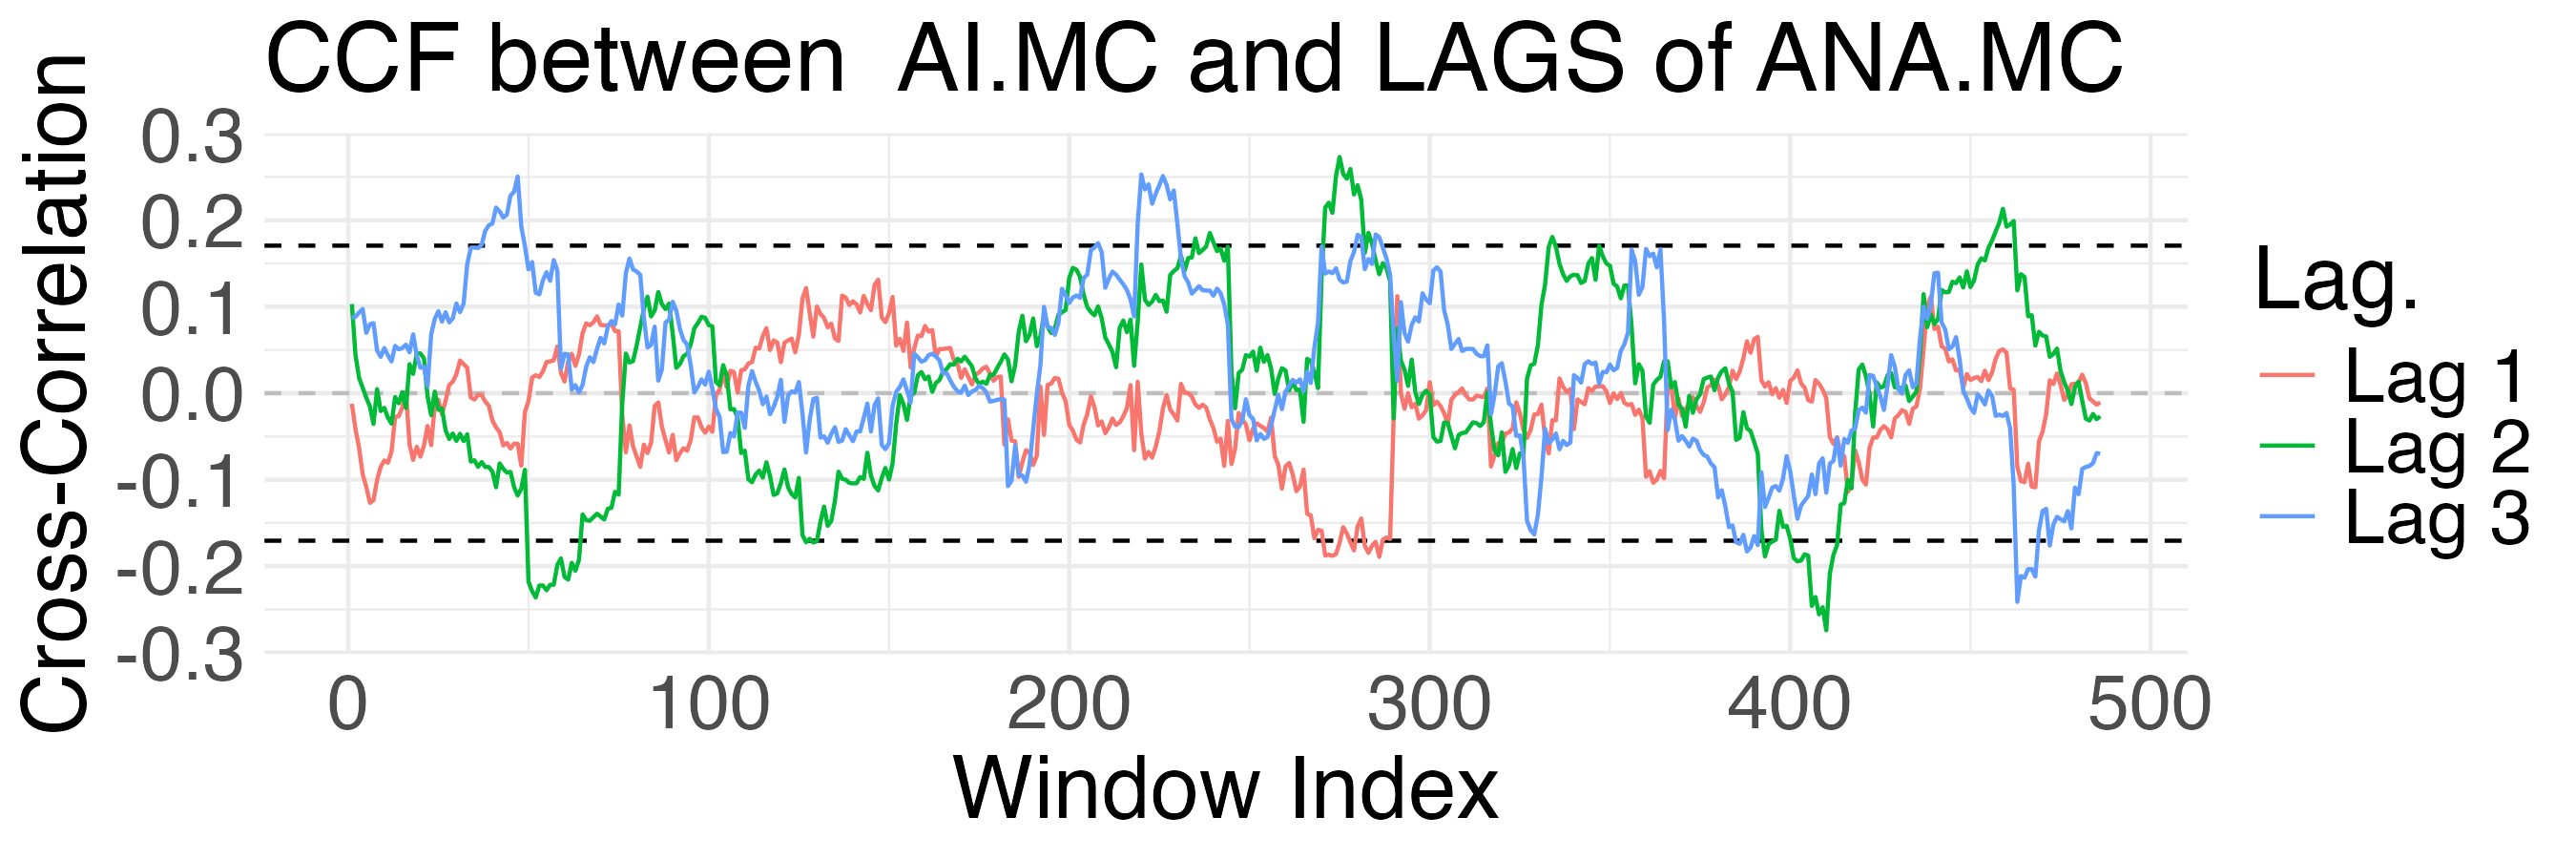 CCF between  AI.MC and LAGS of ANA.MC
Cross-Correlation
0.3
0.2
0.1
0.0
-0.1
-0.2
-0.3
0 100 200 300 400 500
Window Index
Lag.
Lag 1
Lag 2
Lag 3